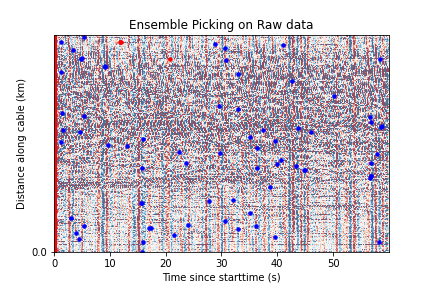 Ensemble Picking on Raw data
Distance along cable (km)
0.0
0 10 20 30 40 50
Time since starttime (s)